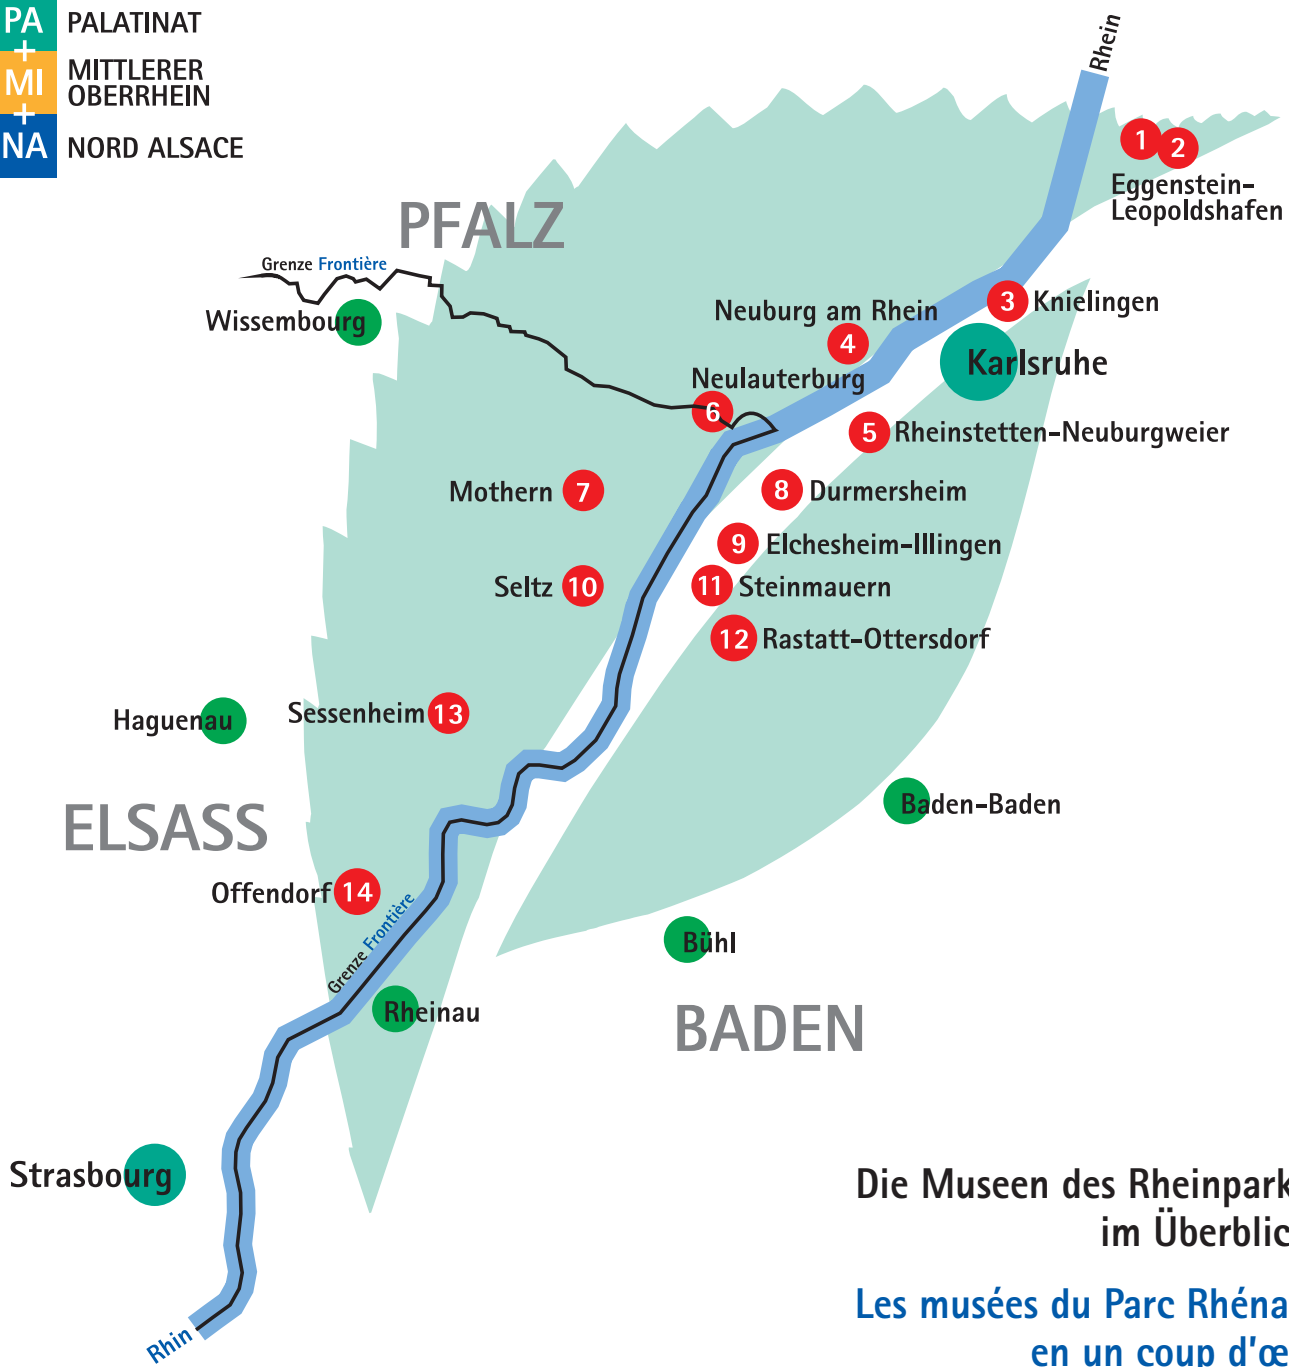 PA PALATINAT
+
MI MITTLERER
OBERRHEIN
+
NA NORD ALSACE
Rhein
1
2
Eggenstein-
Leopoldshafen
PFALZ
Grenze Frontière
Wissembourg
3 Knielingen
Neuburg am Rhein
4
Karlsruhe
Neulauterburg
6
5 Rheinstetten-Neuburgweier
Mothern 7
8 Durmersheim
9 Elchesheim-Illingen
Seltz 10
11 Steinmauern
12 Rastatt-Ottersdorf
Haguenau
Sessenheim 13
ELSASS
Baden-Baden
Offendorf 14
Grenze Frontière
Bühl
Rheinau
BADEN
Strasbourg
Rhin
Die Museen des Rheinpark
im Überblic
Les musées du Parc Rhéna
en un coup d'œ